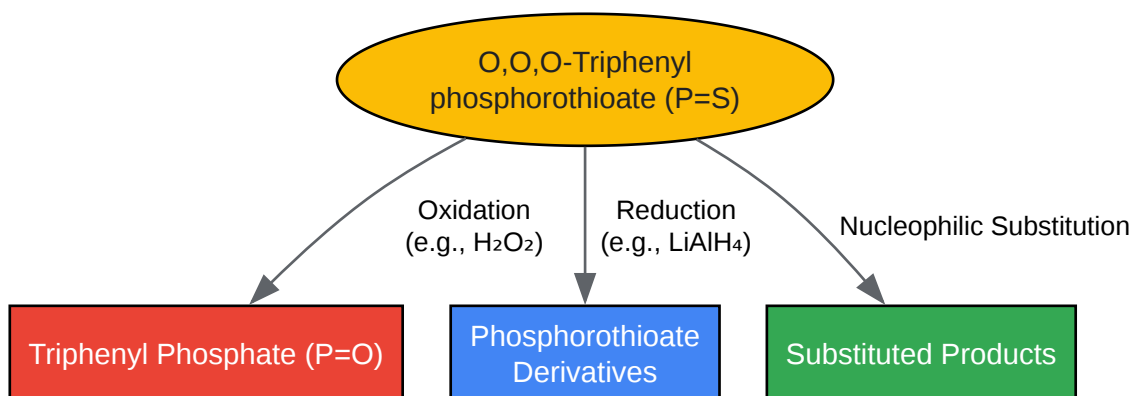 O,O,O-Triphenyl
phosphorothioate (P=S)
Oxidation
(e.g., H₂O₂)
Reduction
(e.g., LiAlH₄)
Nucleophilic Substitution
Triphenyl Phosphate (P=O)
Phosphorothioate
Derivatives
Substituted Products